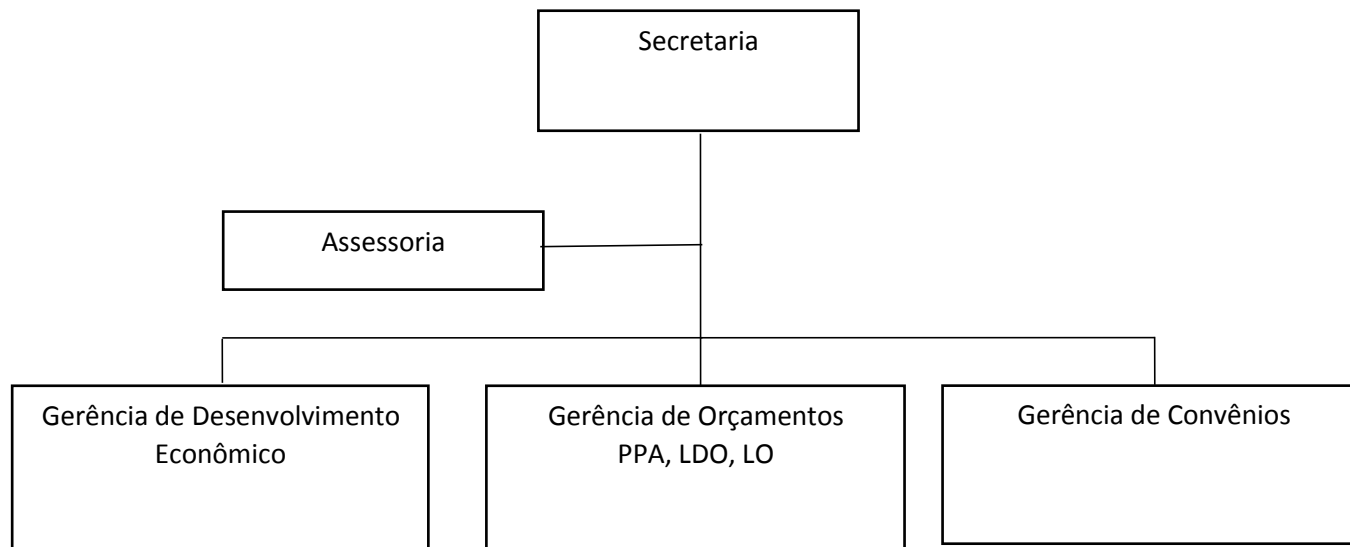 Secretaria
Assessoria
Gerência de Desenvolvimento
Econômico
Gerência de Orçamentos
PPA, LDO, LO
Gerência de Convênios